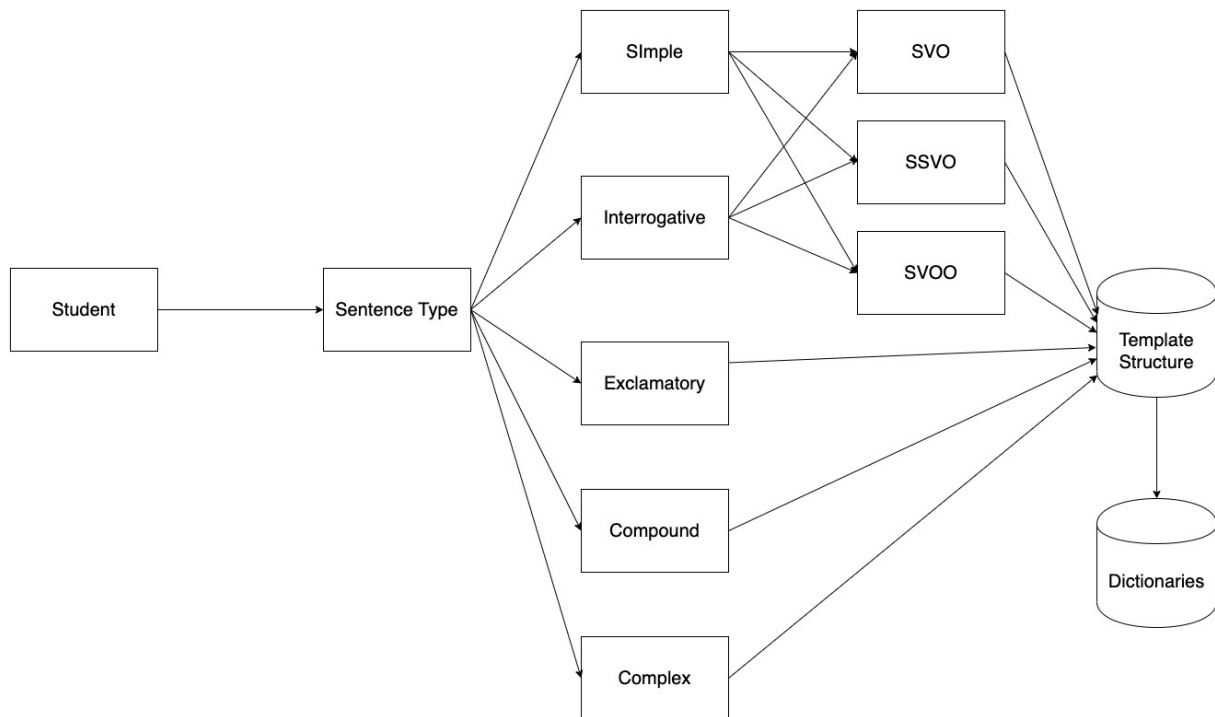 SImple
SVO
SSVO
Interrogative
SVOO
Student
Sentence Type
Template
Structure
Exclamatory
Compound
Dictionaries
Complex